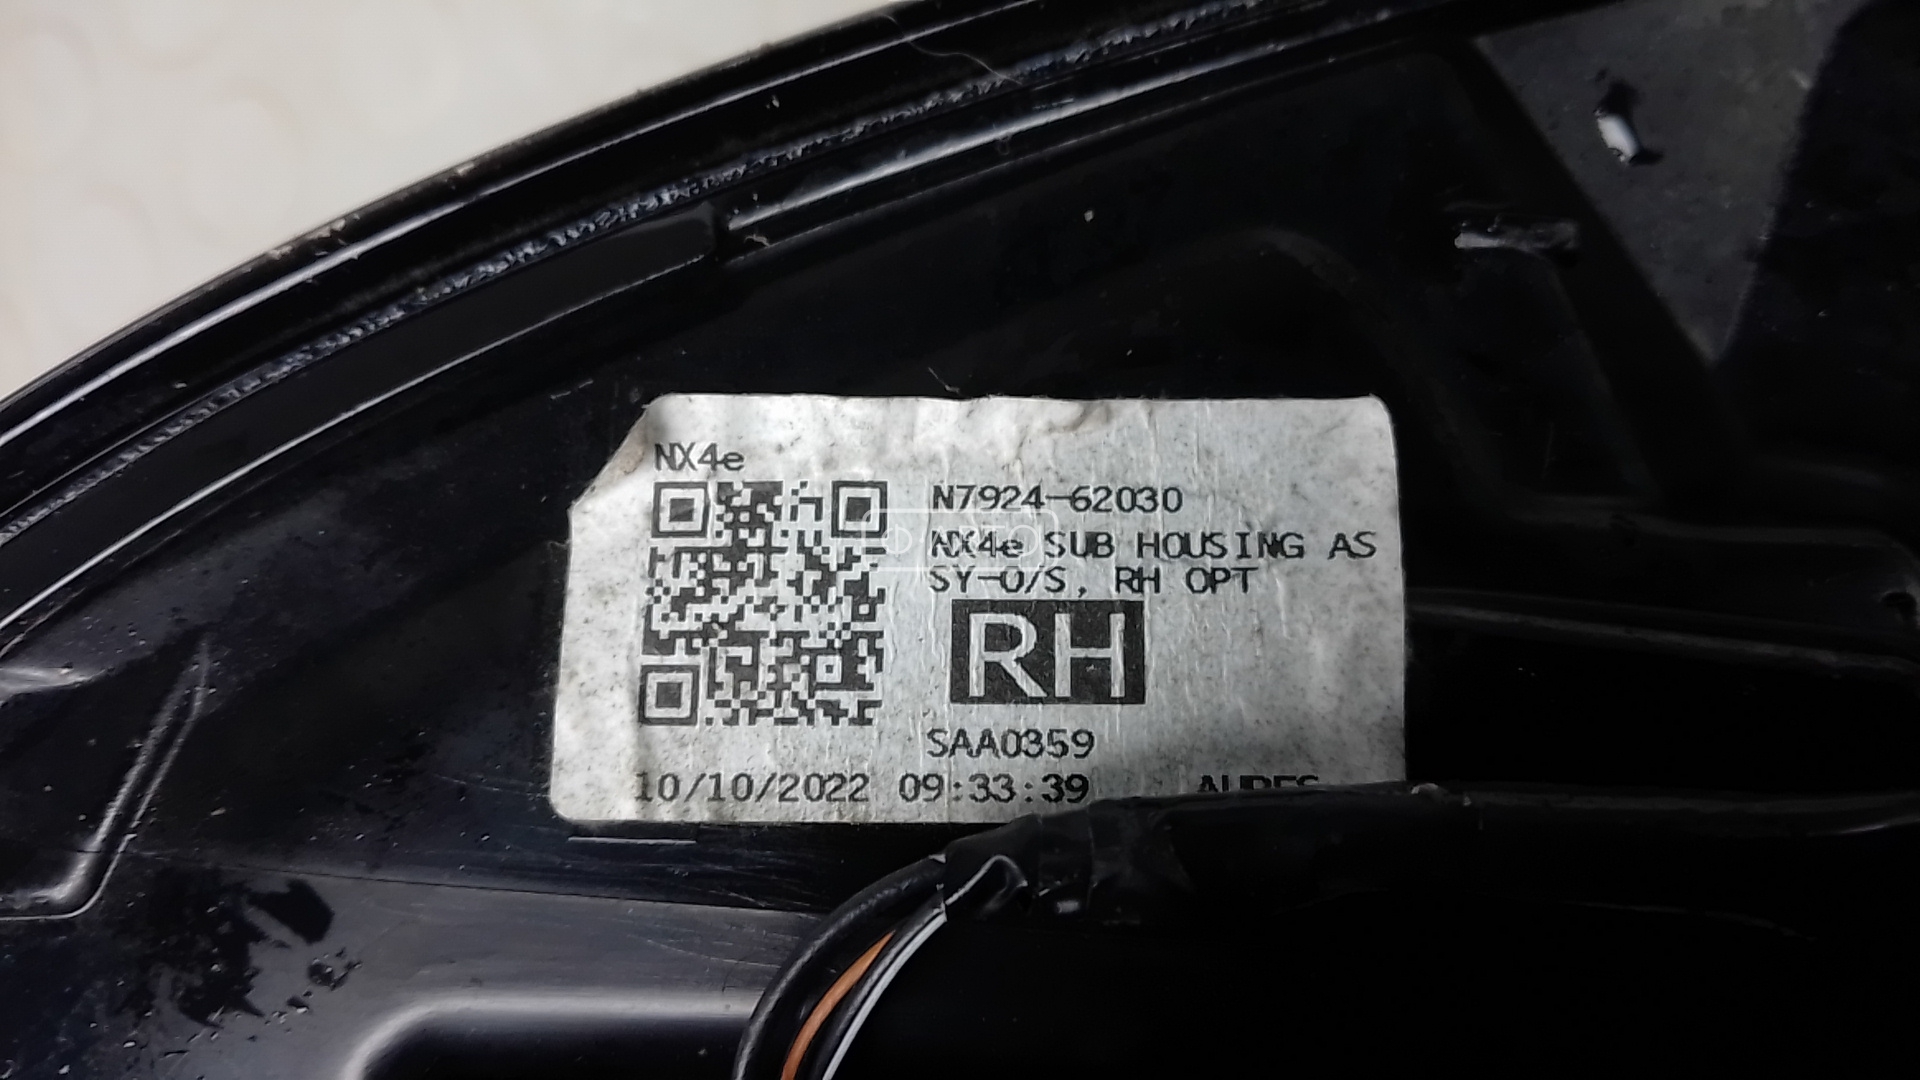 NX4e
N7924-62030
NX4e SUB HOUSING AS
SY-O/S, RH OPT
RH
SAA0359
10/10/2022 09:33:39